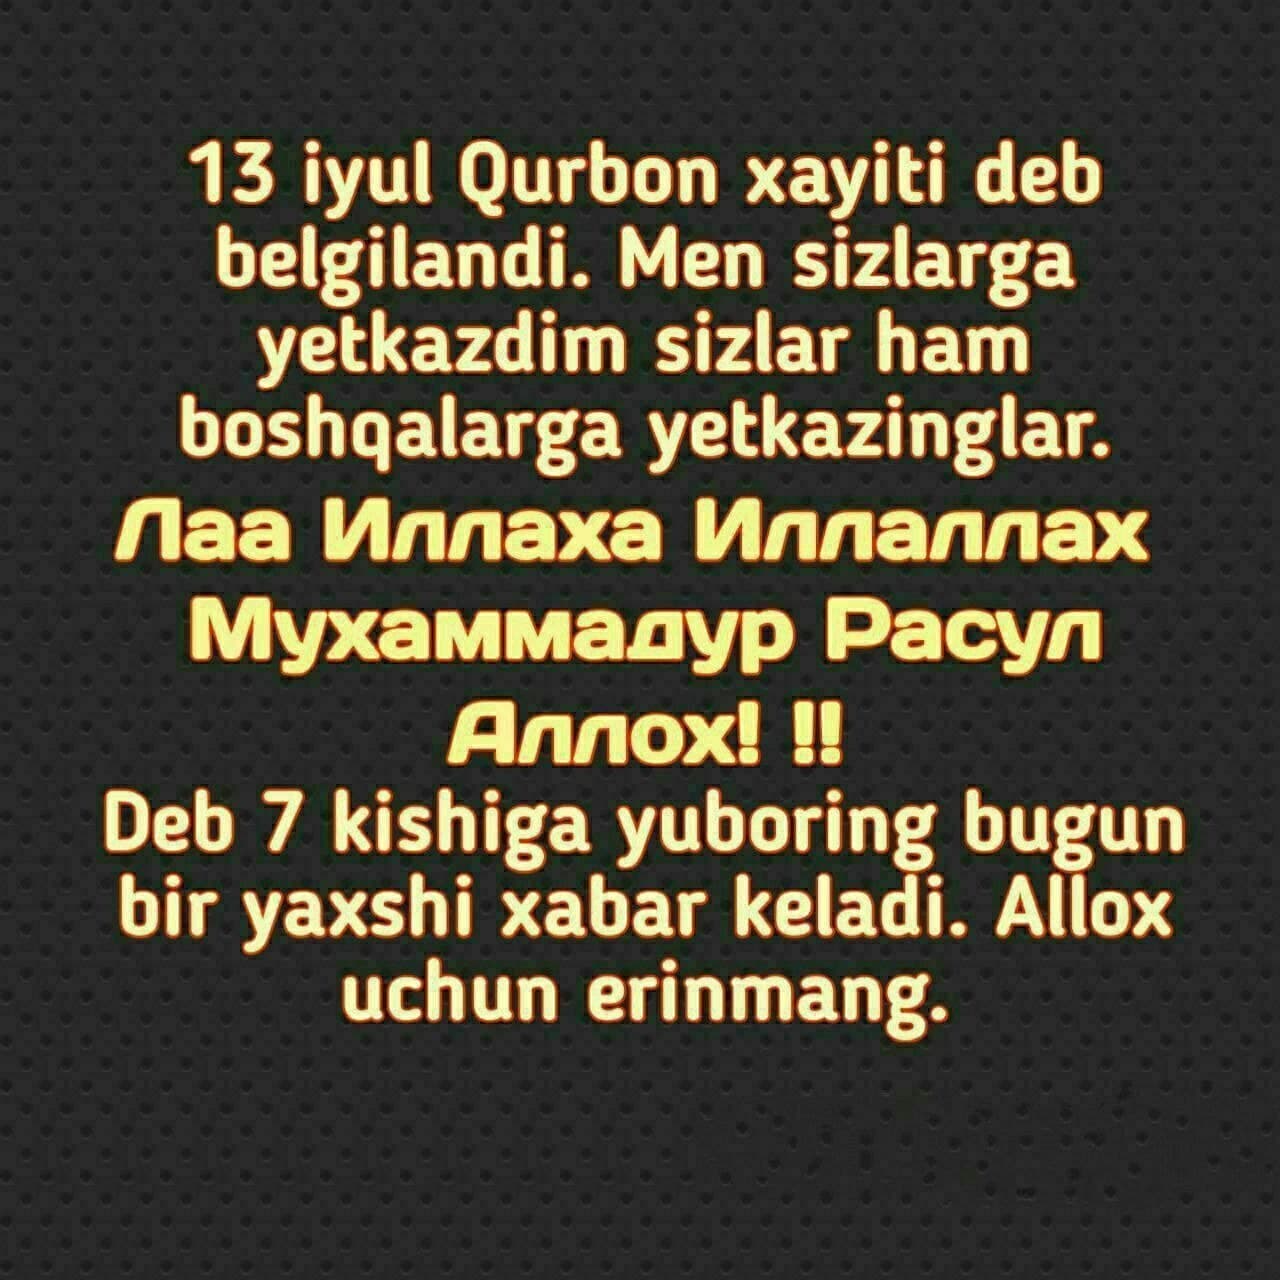 13 iyul Qurbon xayiti deb
belgilandi. Men sizlarga
yetkazdim sizlar ham
boshqalarga yetkazinglar.
Лаа Иллаха Иллаллах
Мухаммадур Расул
Аллох! !!
Deb 7 kishiga yuboring bugun
bir yaxshi xabar keladi. Allox
uchun erinmang.